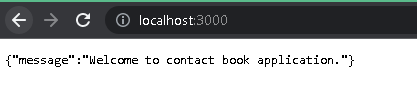 localhost:3000
{"message":"Welcome to contact book application."}